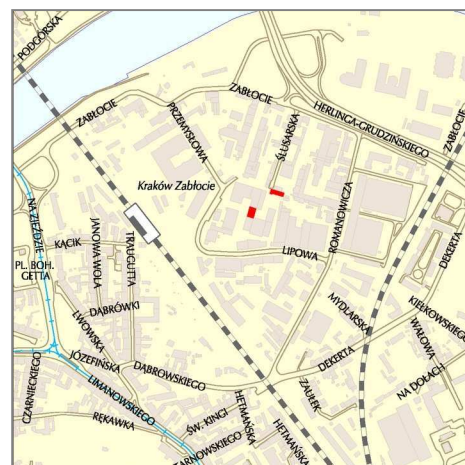 PODGÓRSKA
ZABŁOCIE
ZABŁOCIE
ZABŁOCIE
HERLINGA-GRUDZIŃSKIEGO
PRZEMYSŁOWA
ŚLUSARSKA
Kraków Zabłocie
ROMANOWICZA
NA ZJEŹDZIE
KĄCIK
JANOWA WOLA
TRAUGUTTA
PL. BOH.
GETTA
LIPOWA
DEKERTA
MYDLARSKA
KIEŁKOWSKIEGO
DĄBRÓWKI
LWOWSKA
WAŁOWA
CZARNIECKIEGO
JÓZEFIŃSKA
DĄBROWSKIEGO
DEKERTA
NA DOŁACH
LIMANOWSKIEGO
ZAUŁEK
HETMAŃSKA
RĘKAWKA
ŚW. KINGI
HETMAŃSKA
TARNOWSKIEGO